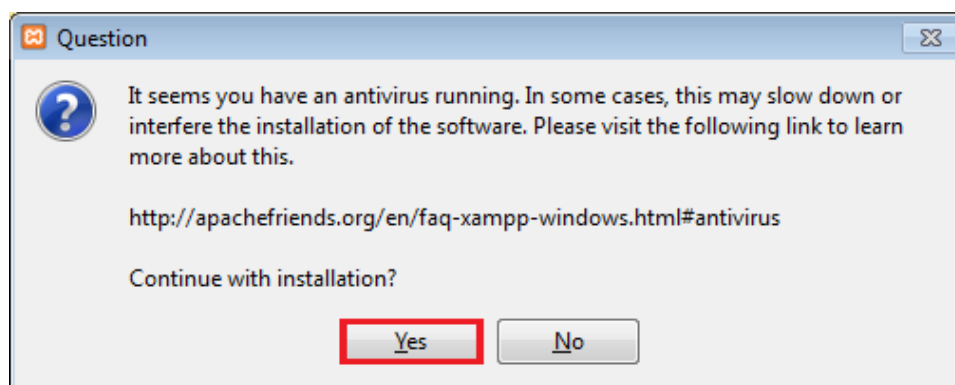 Question
It seems you have an antivirus running. In some cases, this may slow down or
interfere the installation of the software. Please visit the following link to learn
more about this.
http://apachefriends.org/en/faq-xampp-windows.html#antivirus
Continue with installation?
Yes No